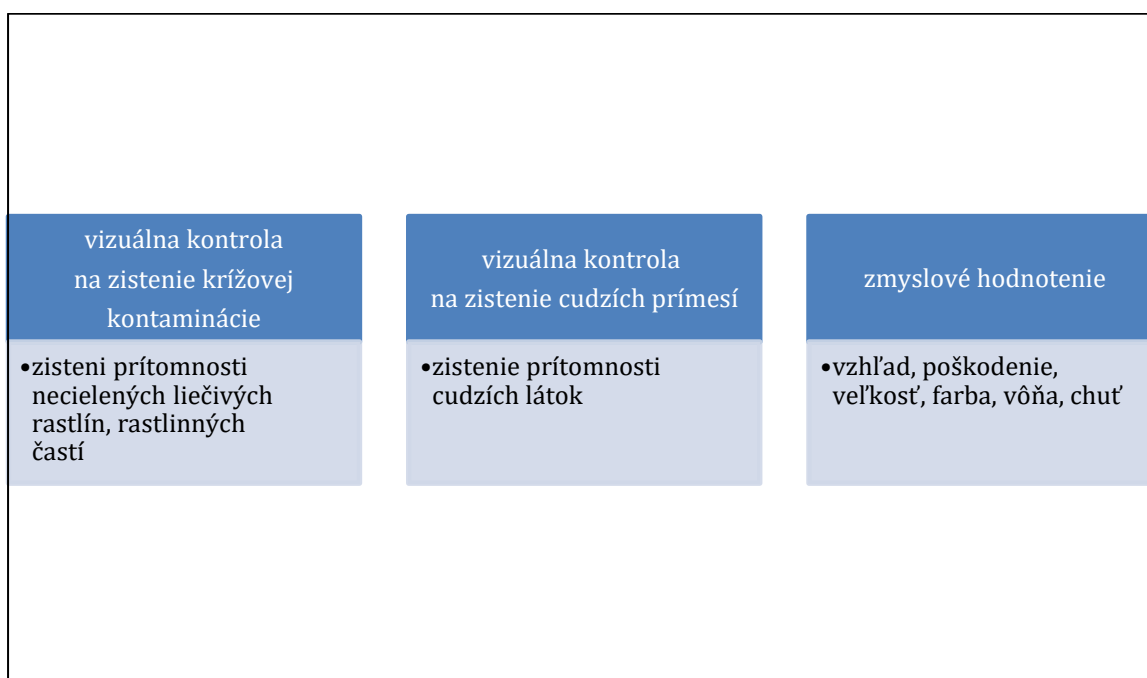 vizuálna kontrola
na zistenie krížovej
kontaminácie
•zisteni prítomnosti
necielených liečivých
rastlín, rastlinných
častí
vizuálna kontrola
na zistenie cudzích prímesí
•zistenie prítomnosti
cudzích látok
zmyslové hodnotenie
•vzhľad, poškodenie,
veľkosť, farba, vôňa, chuť